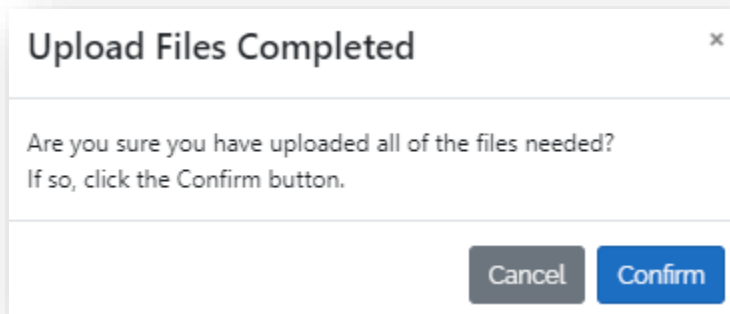 Upload Files Completed
×
Are you sure you have uploaded all of the files needed?
If so, click the Confirm button.
Cancel
Confirm